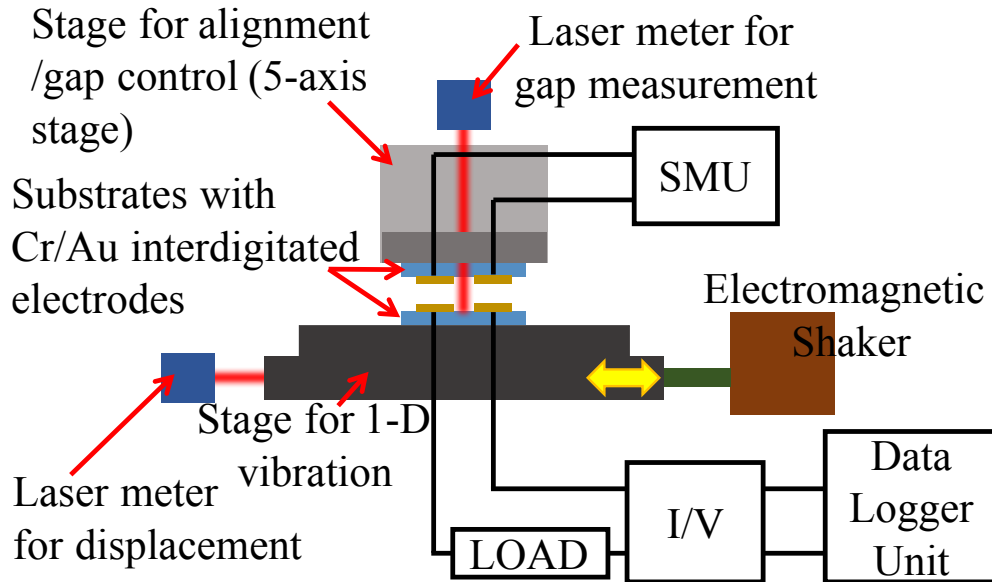 Stage for alignment
/gap control (5-axis
stage)
Laser meter for
gap measurement
SMU
Substrates with
Cr/Au interdigitated
electrodes
Electromagnetic
Shaker
Stage for 1-D
vibration
Laser meter
for displacement
LOAD
I/V
Data
Logger
Unit